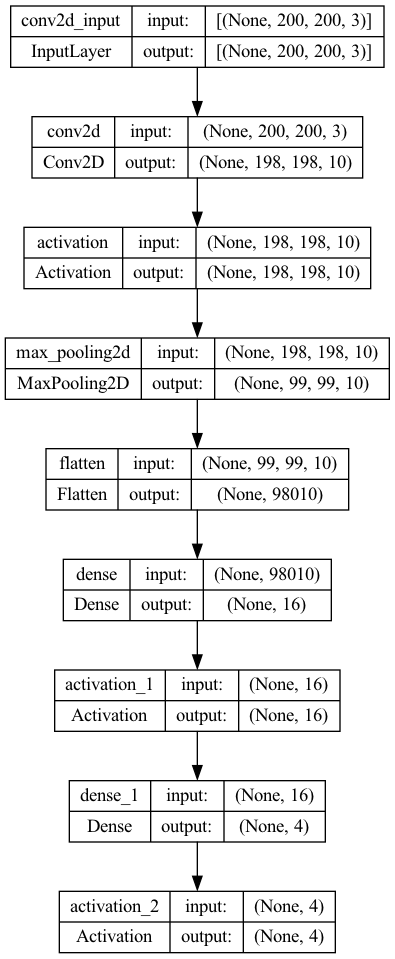 conv2d_input input: [(None, 200, 200, 3)]
InputLayer output: [(None, 200, 200, 3)]
conv2d input: (None, 200, 200, 3)
Conv2D output: (None, 198, 198, 10)
activation input: (None, 198, 198, 10)
Activation output: (None, 198, 198, 10)
max_pooling2d input: (None, 198, 198, 10)
MaxPooling2D output: (None, 99, 99, 10)
flatten input: (None, 99, 99, 10)
Flatten output: (None, 98010)
dense input: (None, 98010)
Dense output: (None, 16)
activation_1 input: (None, 16)
Activation output: (None, 16)
dense_1 input: (None, 16)
Dense output: (None, 4)
activation_2 input: (None, 4)
Activation output: (None, 4)